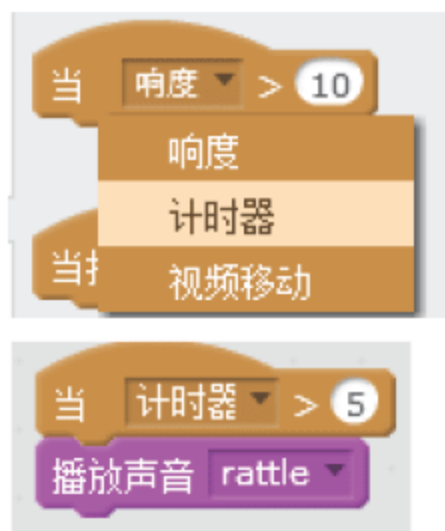 当 响度 > 10
响度
计时器
当
视频移动
当 计时器 > 5
播放声音 rattle